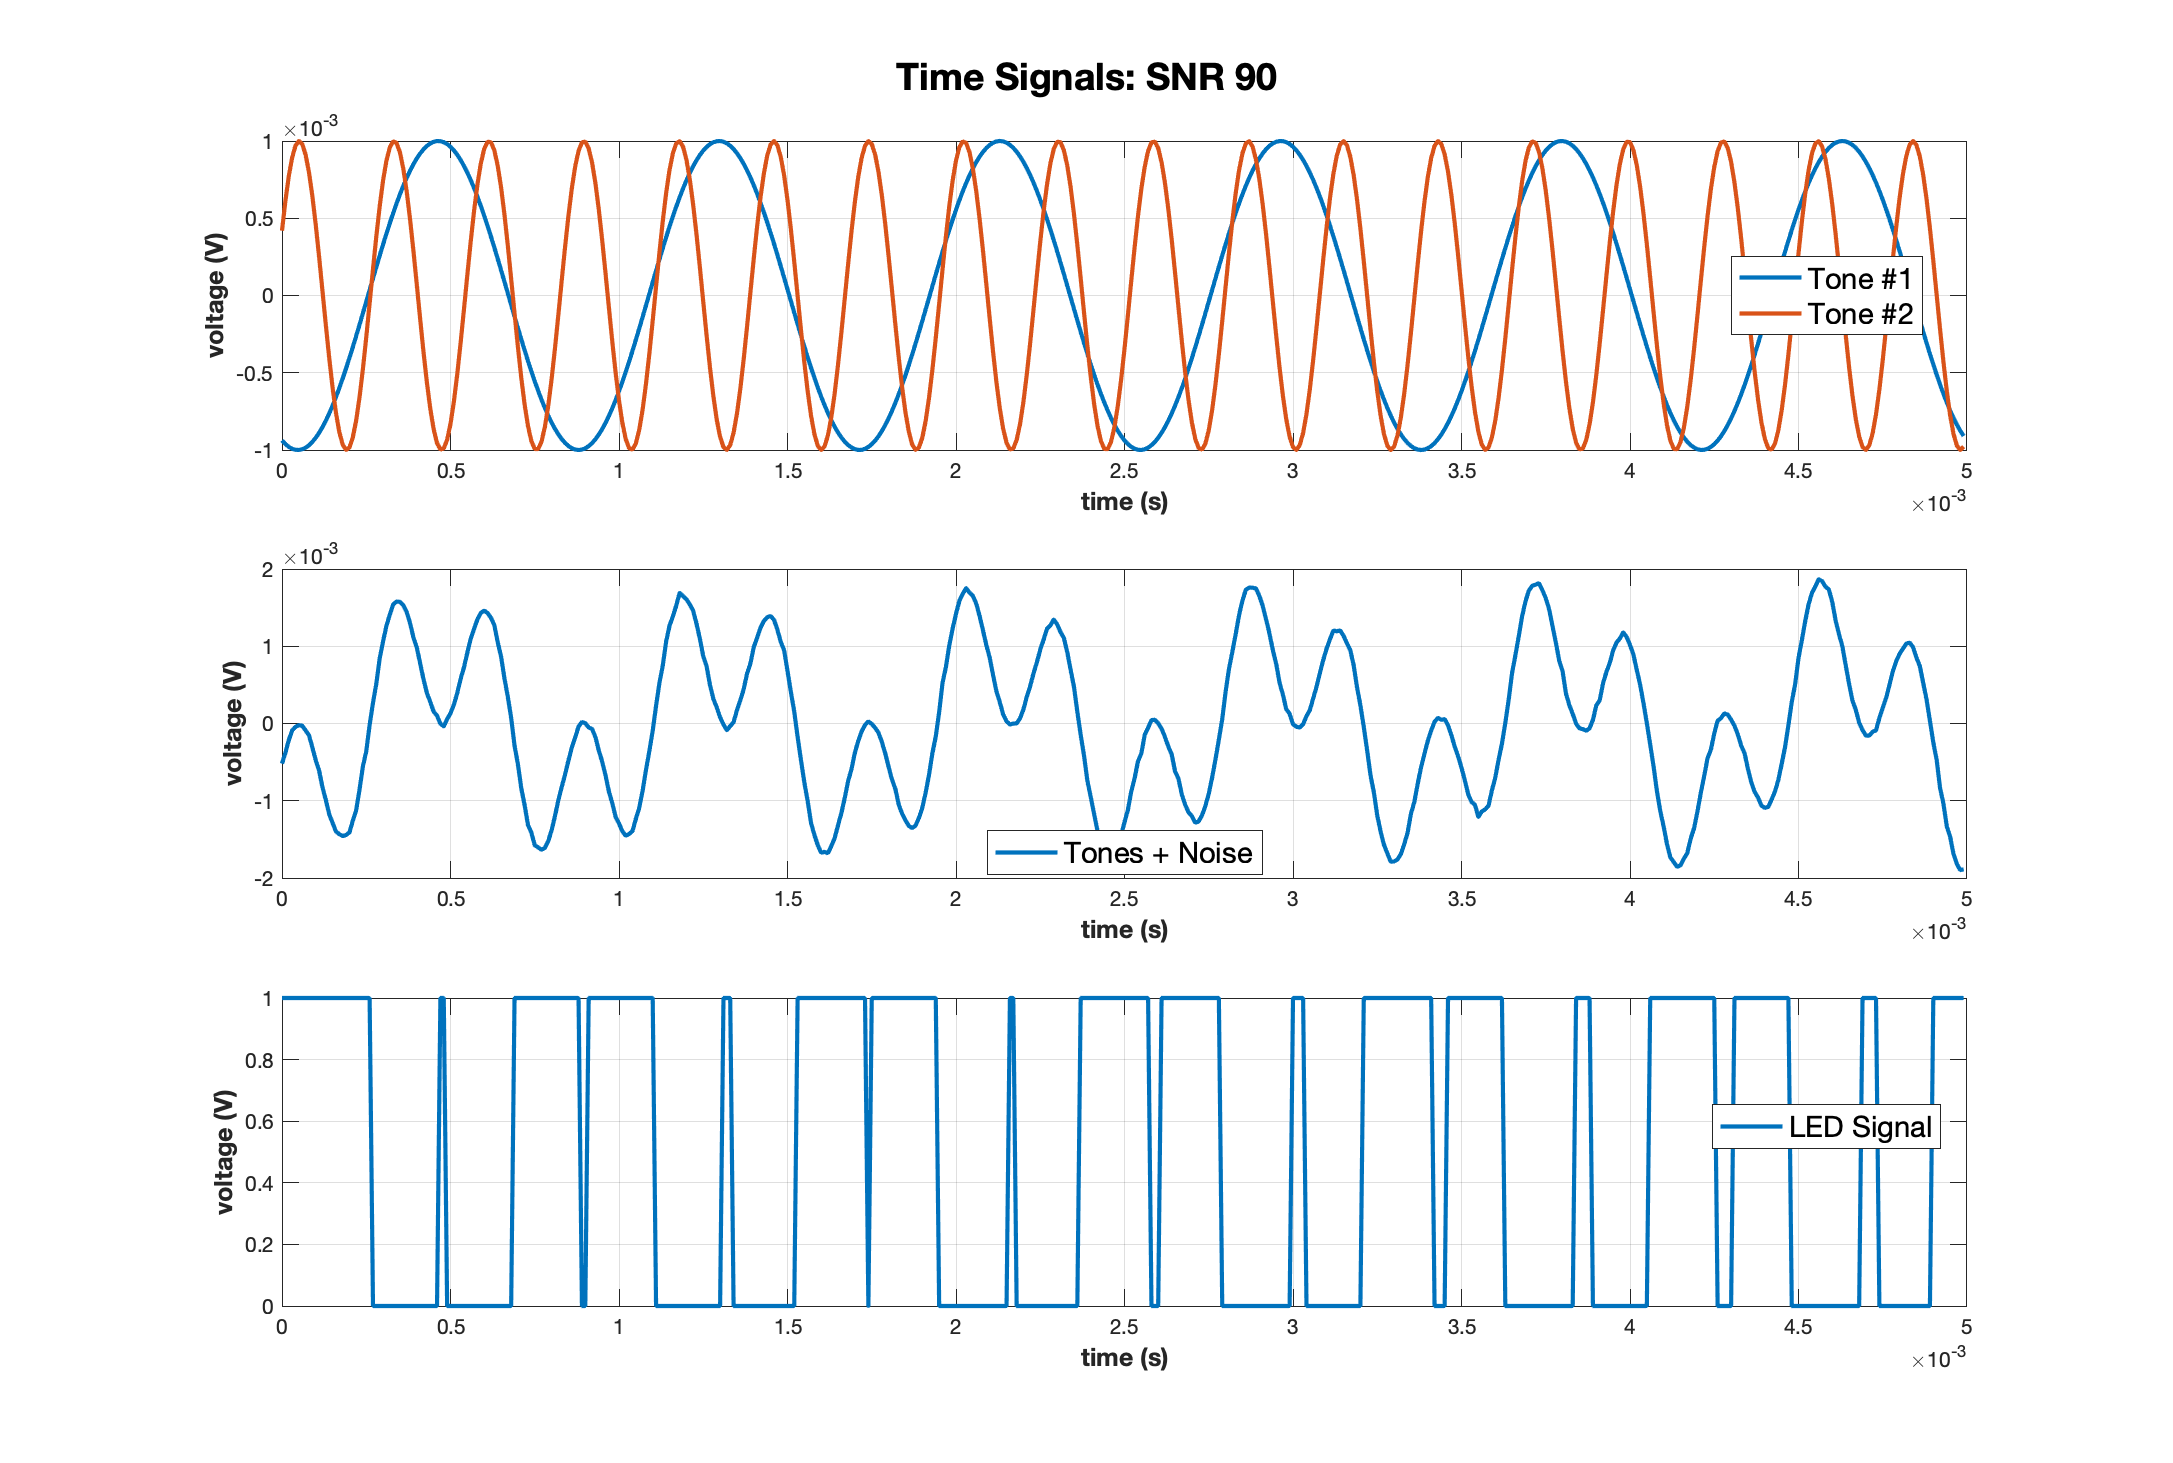 Time Signals: SNR 90
×10-3
1
0.5
0
-0.5
-1
voltage (V)
Tone #1
Tone #2
0 0.5 1 1.5 2 2.5 3 3.5 4 4.5 5
time (s)
×10-3
×10-3
2
1
0
-1
-2
voltage (V)
Tones + Noise
0 0.5 1 1.5 2 2.5 3 3.5 4 4.5 5
time (s)
×10-3
1
0.8
0.6
0.4
0.2
0
voltage (V)
LED Signal
0 0.5 1 1.5 2 2.5 3 3.5 4 4.5 5
time (s)
×10-3